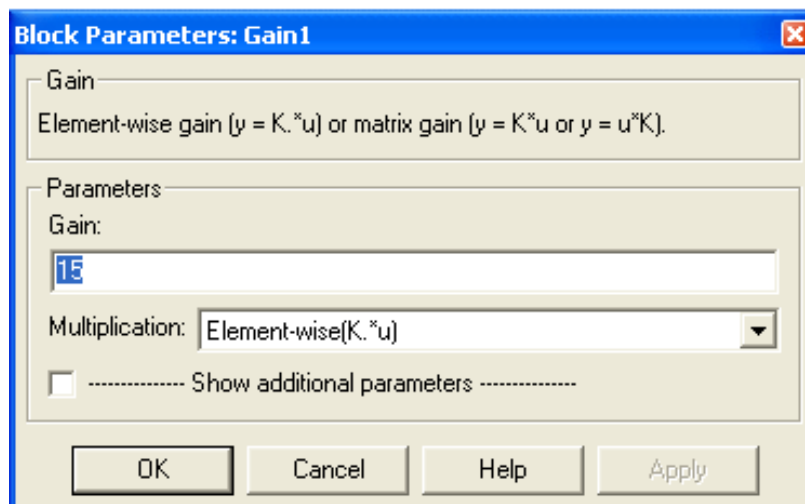 Block Parameters: Gain1
Gain
Element-wise gain (y = K.*u) or matrix gain (y = K*u or y = u*K).
Parameters
Gain:
15
Multiplication: Element-wise(K.*u)
--------------- Show additional parameters ---------------
OK Cancel Help Apply